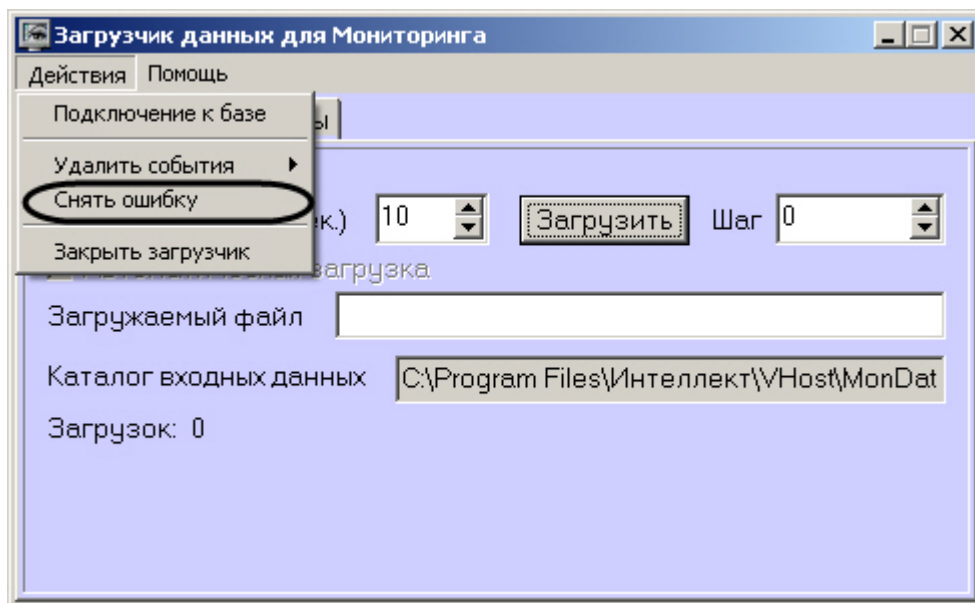 Загрузчик данных для Мониторинга
Действия Помощь
Подключение к базе
Удалить события
Снять ошибку
10 Загрузить Шаг 0
Закрыть загрузчик
загрузка
Загружаемый файл
Каталог входных данных C:\Program Files\Интеллект\VHost\MonDat
Загрузок: 0